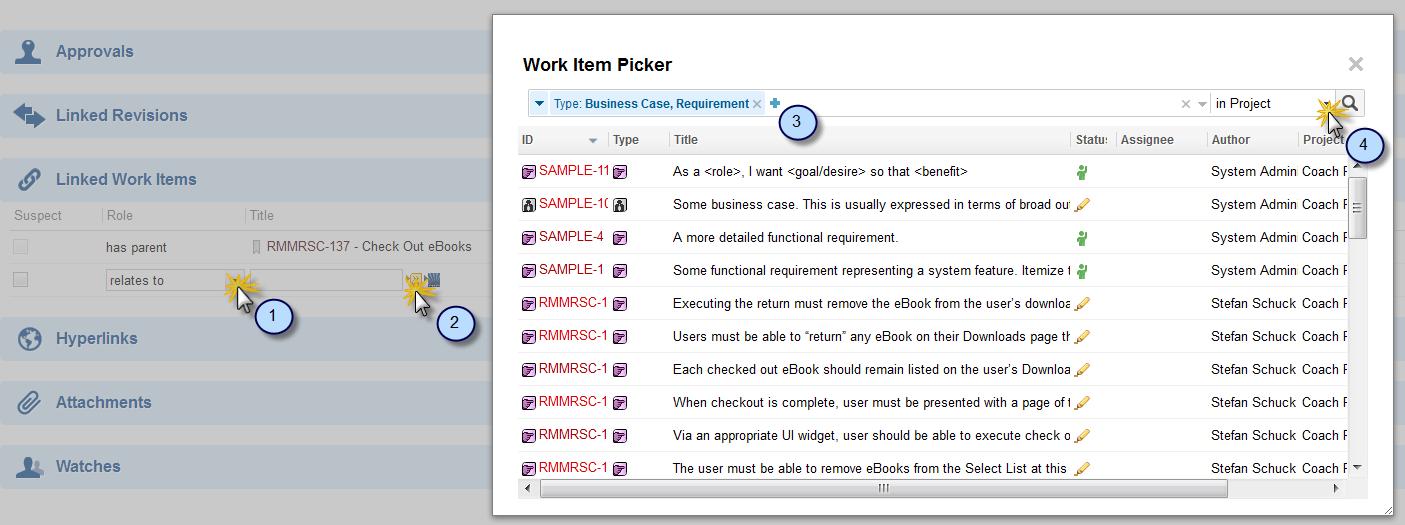 Approvals
Linked Revisions
Linked Work Items
Suspect Role Title
has parent RMMRSC-137 - Check Out eBooks
relates to
1
2
Hyperlinks
Attachments
Watches
Work Item Picker
Type: Business Case, Requirement in Project
3
4
ID Type Title Status Assignee Author Project
SAMPLE-11 As a <role>, I want <goal/desire> so that <benefit> System Admin Coach
SAMPLE-10 Some business case. This is usually expressed in terms of broad System Admin Coach
SAMPLE-4 A more detailed functional requirement. System Admin Coach
SAMPLE-1 Some functional requirement representing a system feature. Itemize System Admin Coach
RMMRSC-1 Executing the return must remove the eBook from the user's downloa Stefan Schuck Coach
RMMRSC-1 Users must be able to “return” any eBook on their Downloads page Stefan Schuck Coach
RMMRSC-1 Each checked out eBook should remain listed on the user's Downloa Stefan Schuck Coach
RMMRSC-1 When checkout is complete, user must be presented with a page of Stefan Schuck Coach
RMMRSC-1 Via an appropriate UI widget, user should be able to execute check Stefan Schuck Coach
RMMRSC-1 The user must be able to remove eBooks from the Select List at this Stefan Schuck Coach